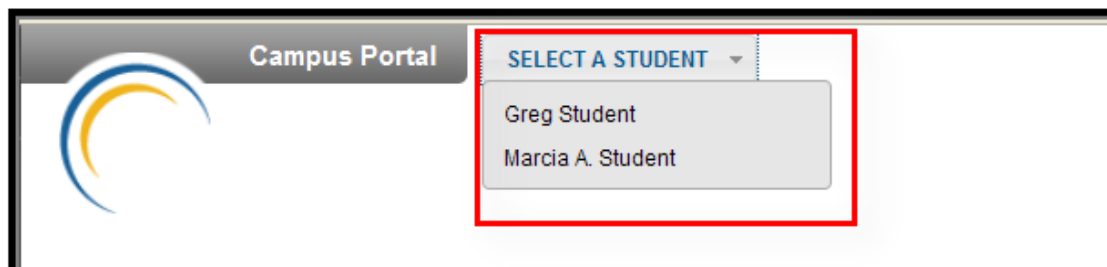 Campus Portal
SELECT A STUDENT
Greg Student
Marcia A. Student